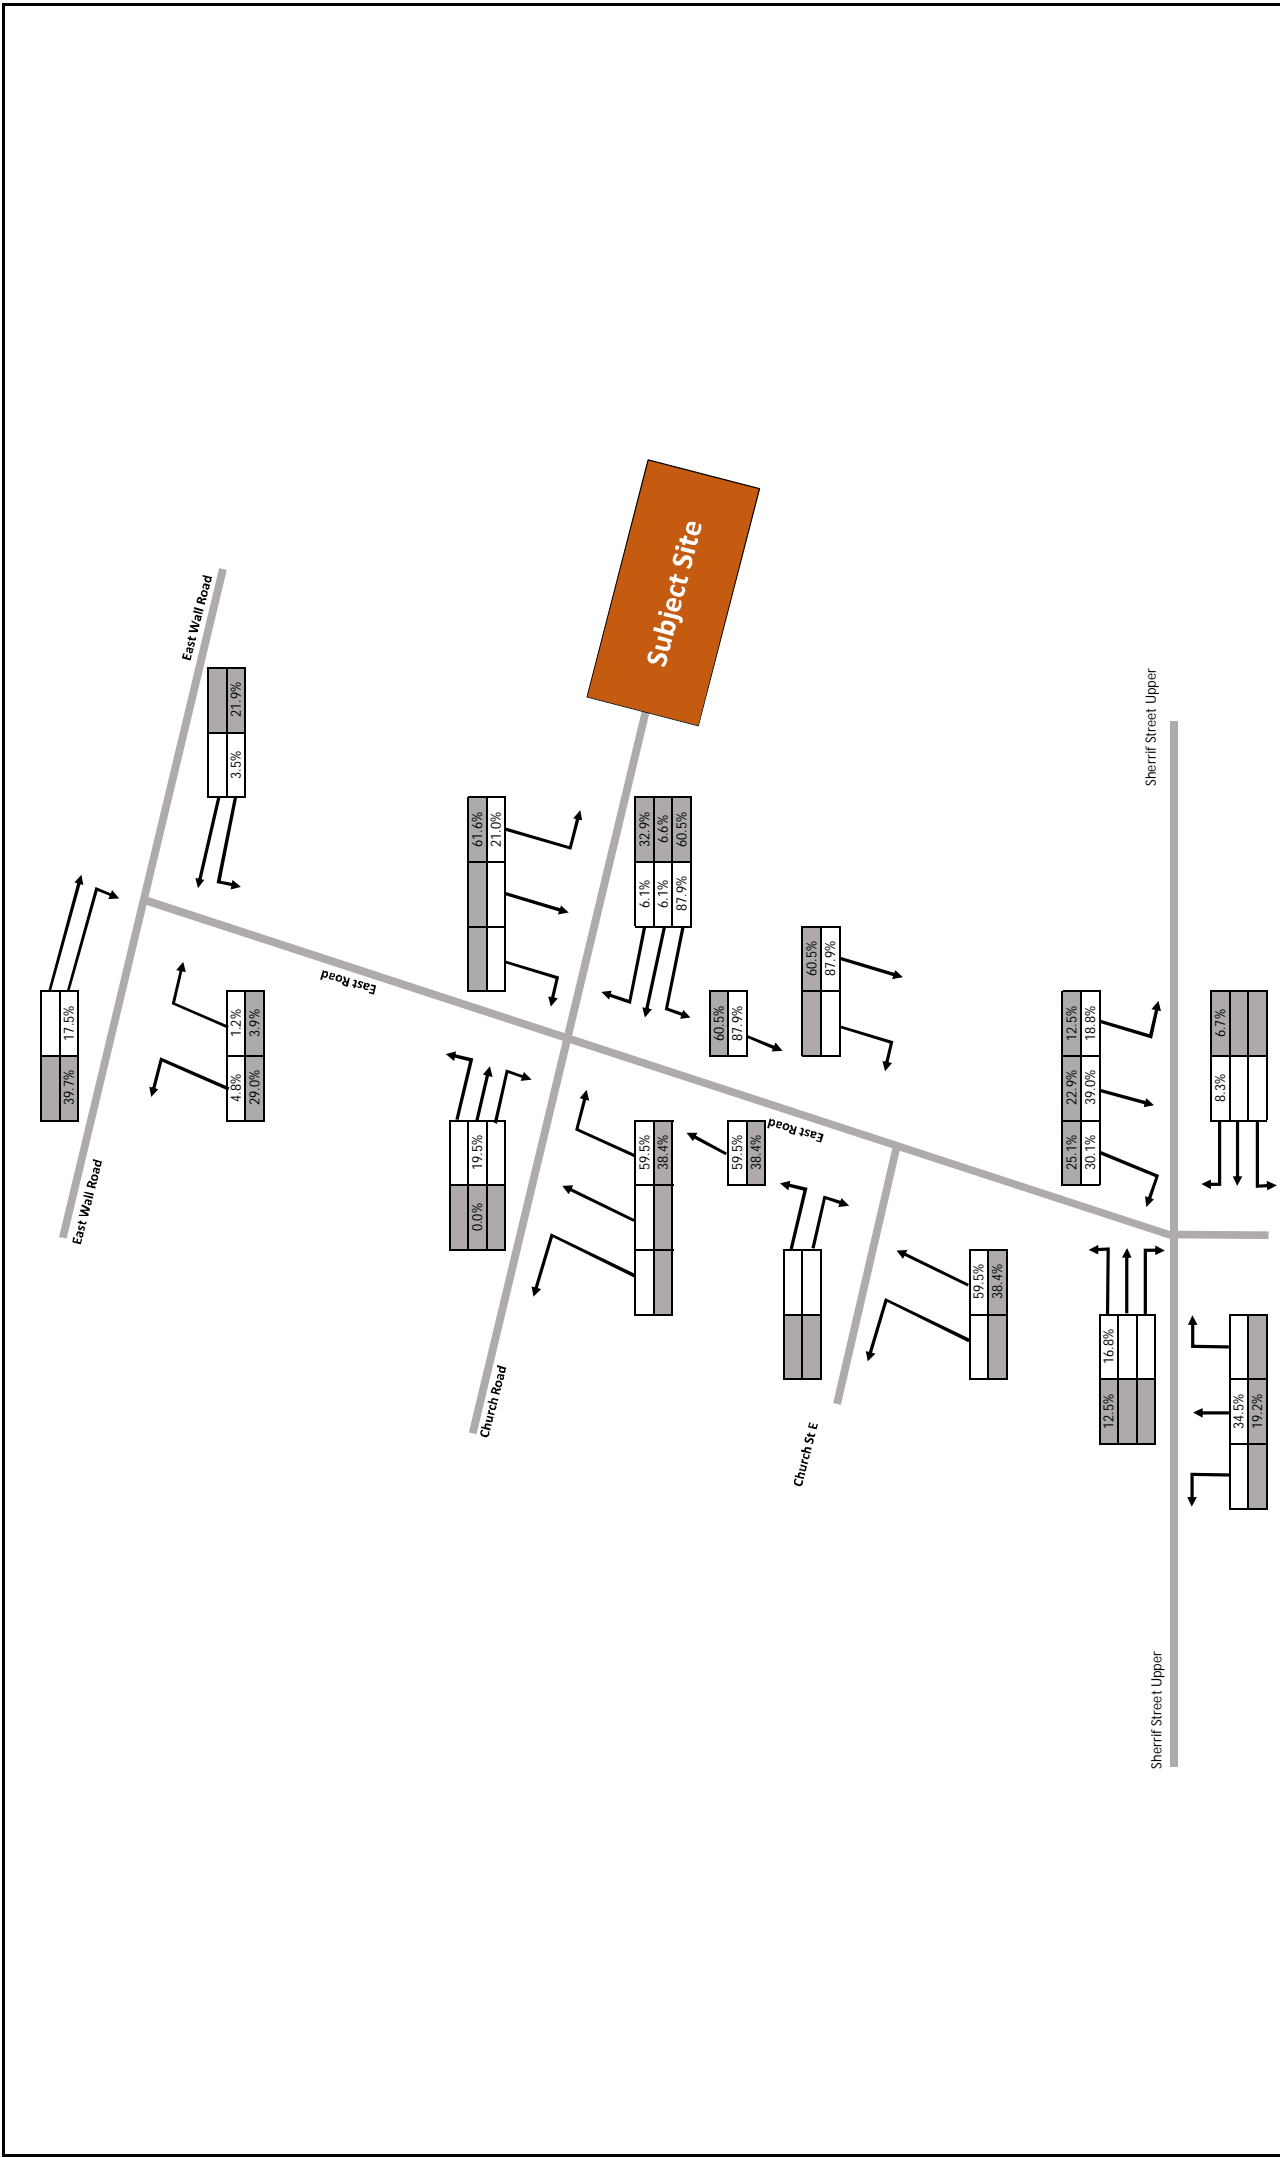 East Wall Road
21.9%
3.5%
17.5%
39.7%
1.2%
3.9%
4.8%
29.0%
East Wall Road
East Road
Subject Site
61.6%
21.0%
6.1% 32.9%
6.1% 6.6%
87.9% 60.5%
60.5%
87.9%
60.5%
87.9%
0.0% 19.5%
59.5%
38.4%
59.5%
38.4%
East Road
Church Road
59.5%
38.4%
Church St E
Sherrif Street Upper
25.1% 22.9% 12.5%
30.1% 39.0% 18.8%
8.3% 6.7%
12.5% 16.8%
34.5%
19.2%
Sherrif Street Upper